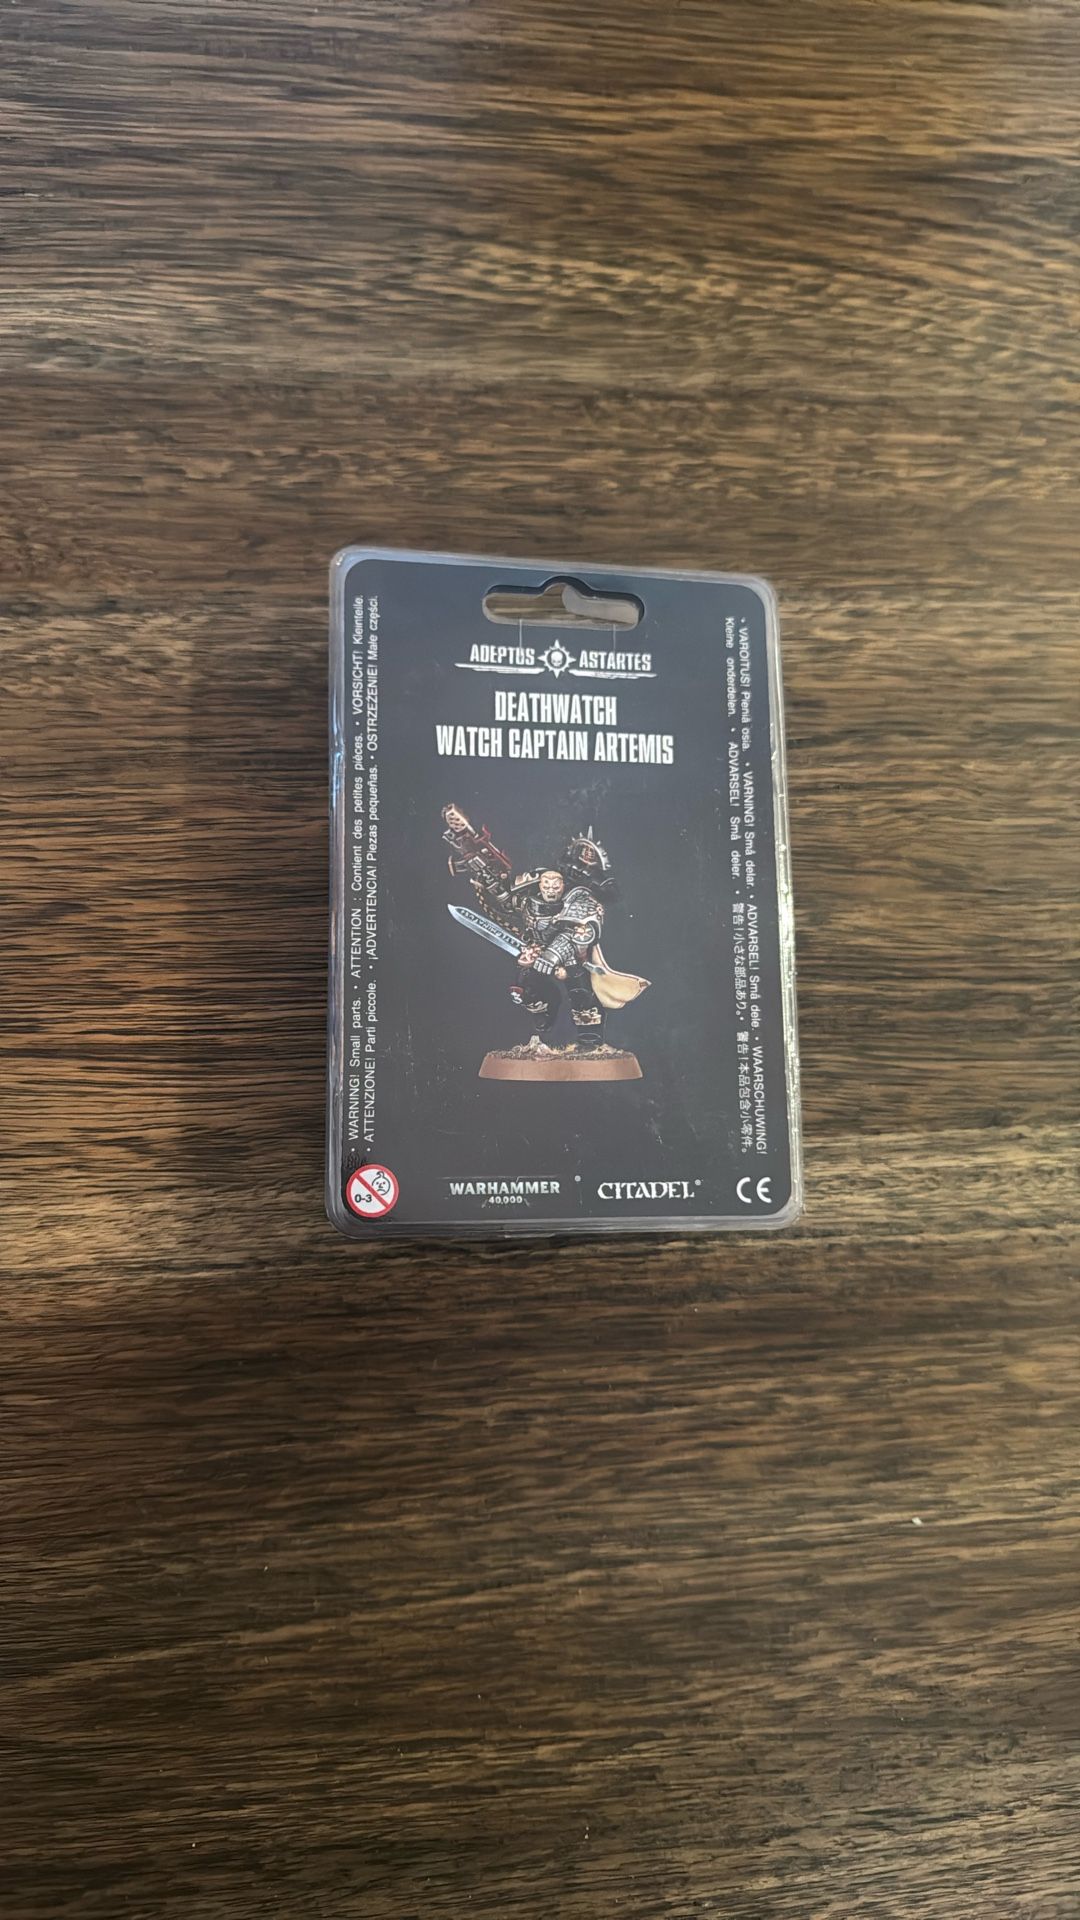 ADEPTUS ASTARTES
DEATHWATCH
WATCH CAPTAIN ARTEMIS
• WARNING! Small parts. • ATTENTION : Contient des petites pièces. • VORSICHT! Kleinteile.
• ATTENZIONE! Parti piccole. • ¡ADVERTENCIA! Piezas pequeñas. • OSTRZEŻENIE! Małe części.
• VAROITUS! Pieniä osia. • VARNING! Små delar. • ADVARSEL! Små dele. • WAARSCHUWING!
Kleine onderdelen. • ADVARSEL! Små deler. • 警告!小さな部品あり。• 警告!本品包含小零件。
0-3
WARHAMMER
40,000
CITADEL
CE